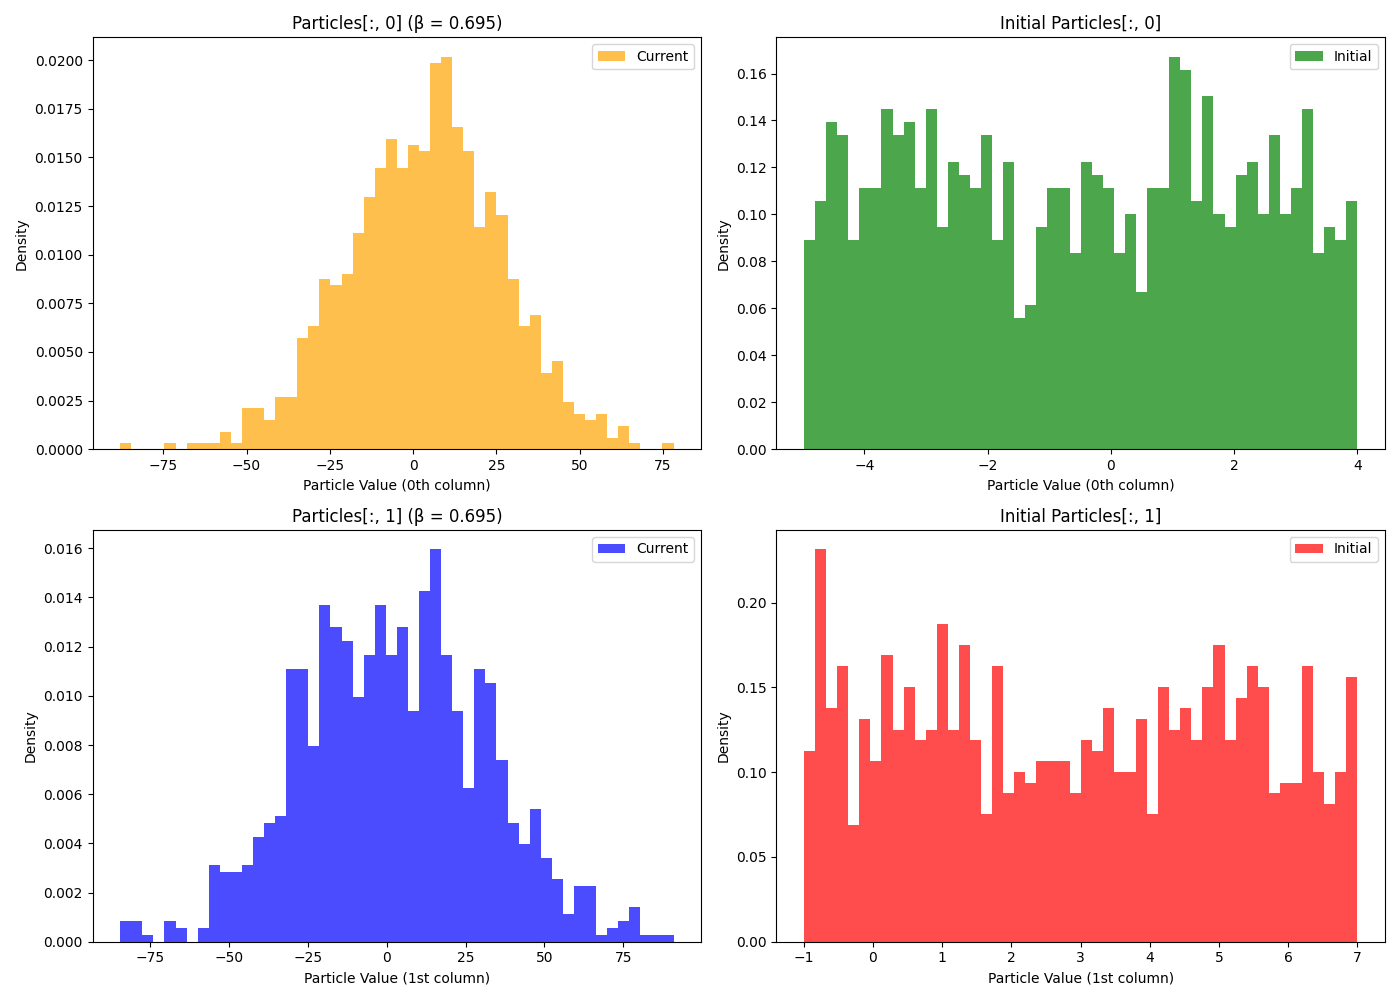 Particles[:, 0] (β = 0.695)
Current
0.0200
0.0175
0.0150
0.0125
0.0100
0.0075
0.0050
0.0025
0.0000
Density
−75 −50 −25 0 25 50 75
Particle Value (0th column)
Initial Particles[:, 0]
Initial
0.16
0.14
0.12
0.10
0.08
0.06
0.04
0.02
0.00
Density
−4 −2 0 2 4
Particle Value (0th column)
Particles[:, 1] (β = 0.695)
Current
0.016
0.014
0.012
0.010
0.008
0.006
0.004
0.002
0.000
Density
−75 −50 −25 0 25 50 75
Particle Value (1st column)
Initial Particles[:, 1]
Initial
0.20
0.15
0.10
0.05
0.00
Density
−1 0 1 2 3 4 5 6 7
Particle Value (1st column)